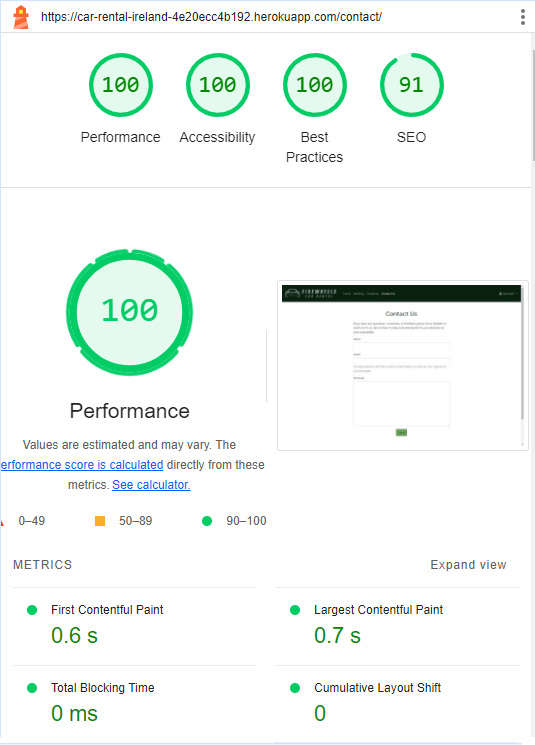 https://car-rental-ireland-4e20ecc4b192.herokuapp.com/contact/
100
100
100
91
Performance
Accessibility
Best
Practices
SEO
100
Performance
Values are estimated and may vary. The
erformance score is calculated directly from these
metrics. See calculator.
0–49
50–89
90–100
Contact Us
METRICS
Expand view
First Contentful Paint
0.6 s
Largest Contentful Paint
0.7 s
Total Blocking Time
0 ms
Cumulative Layout Shift
0